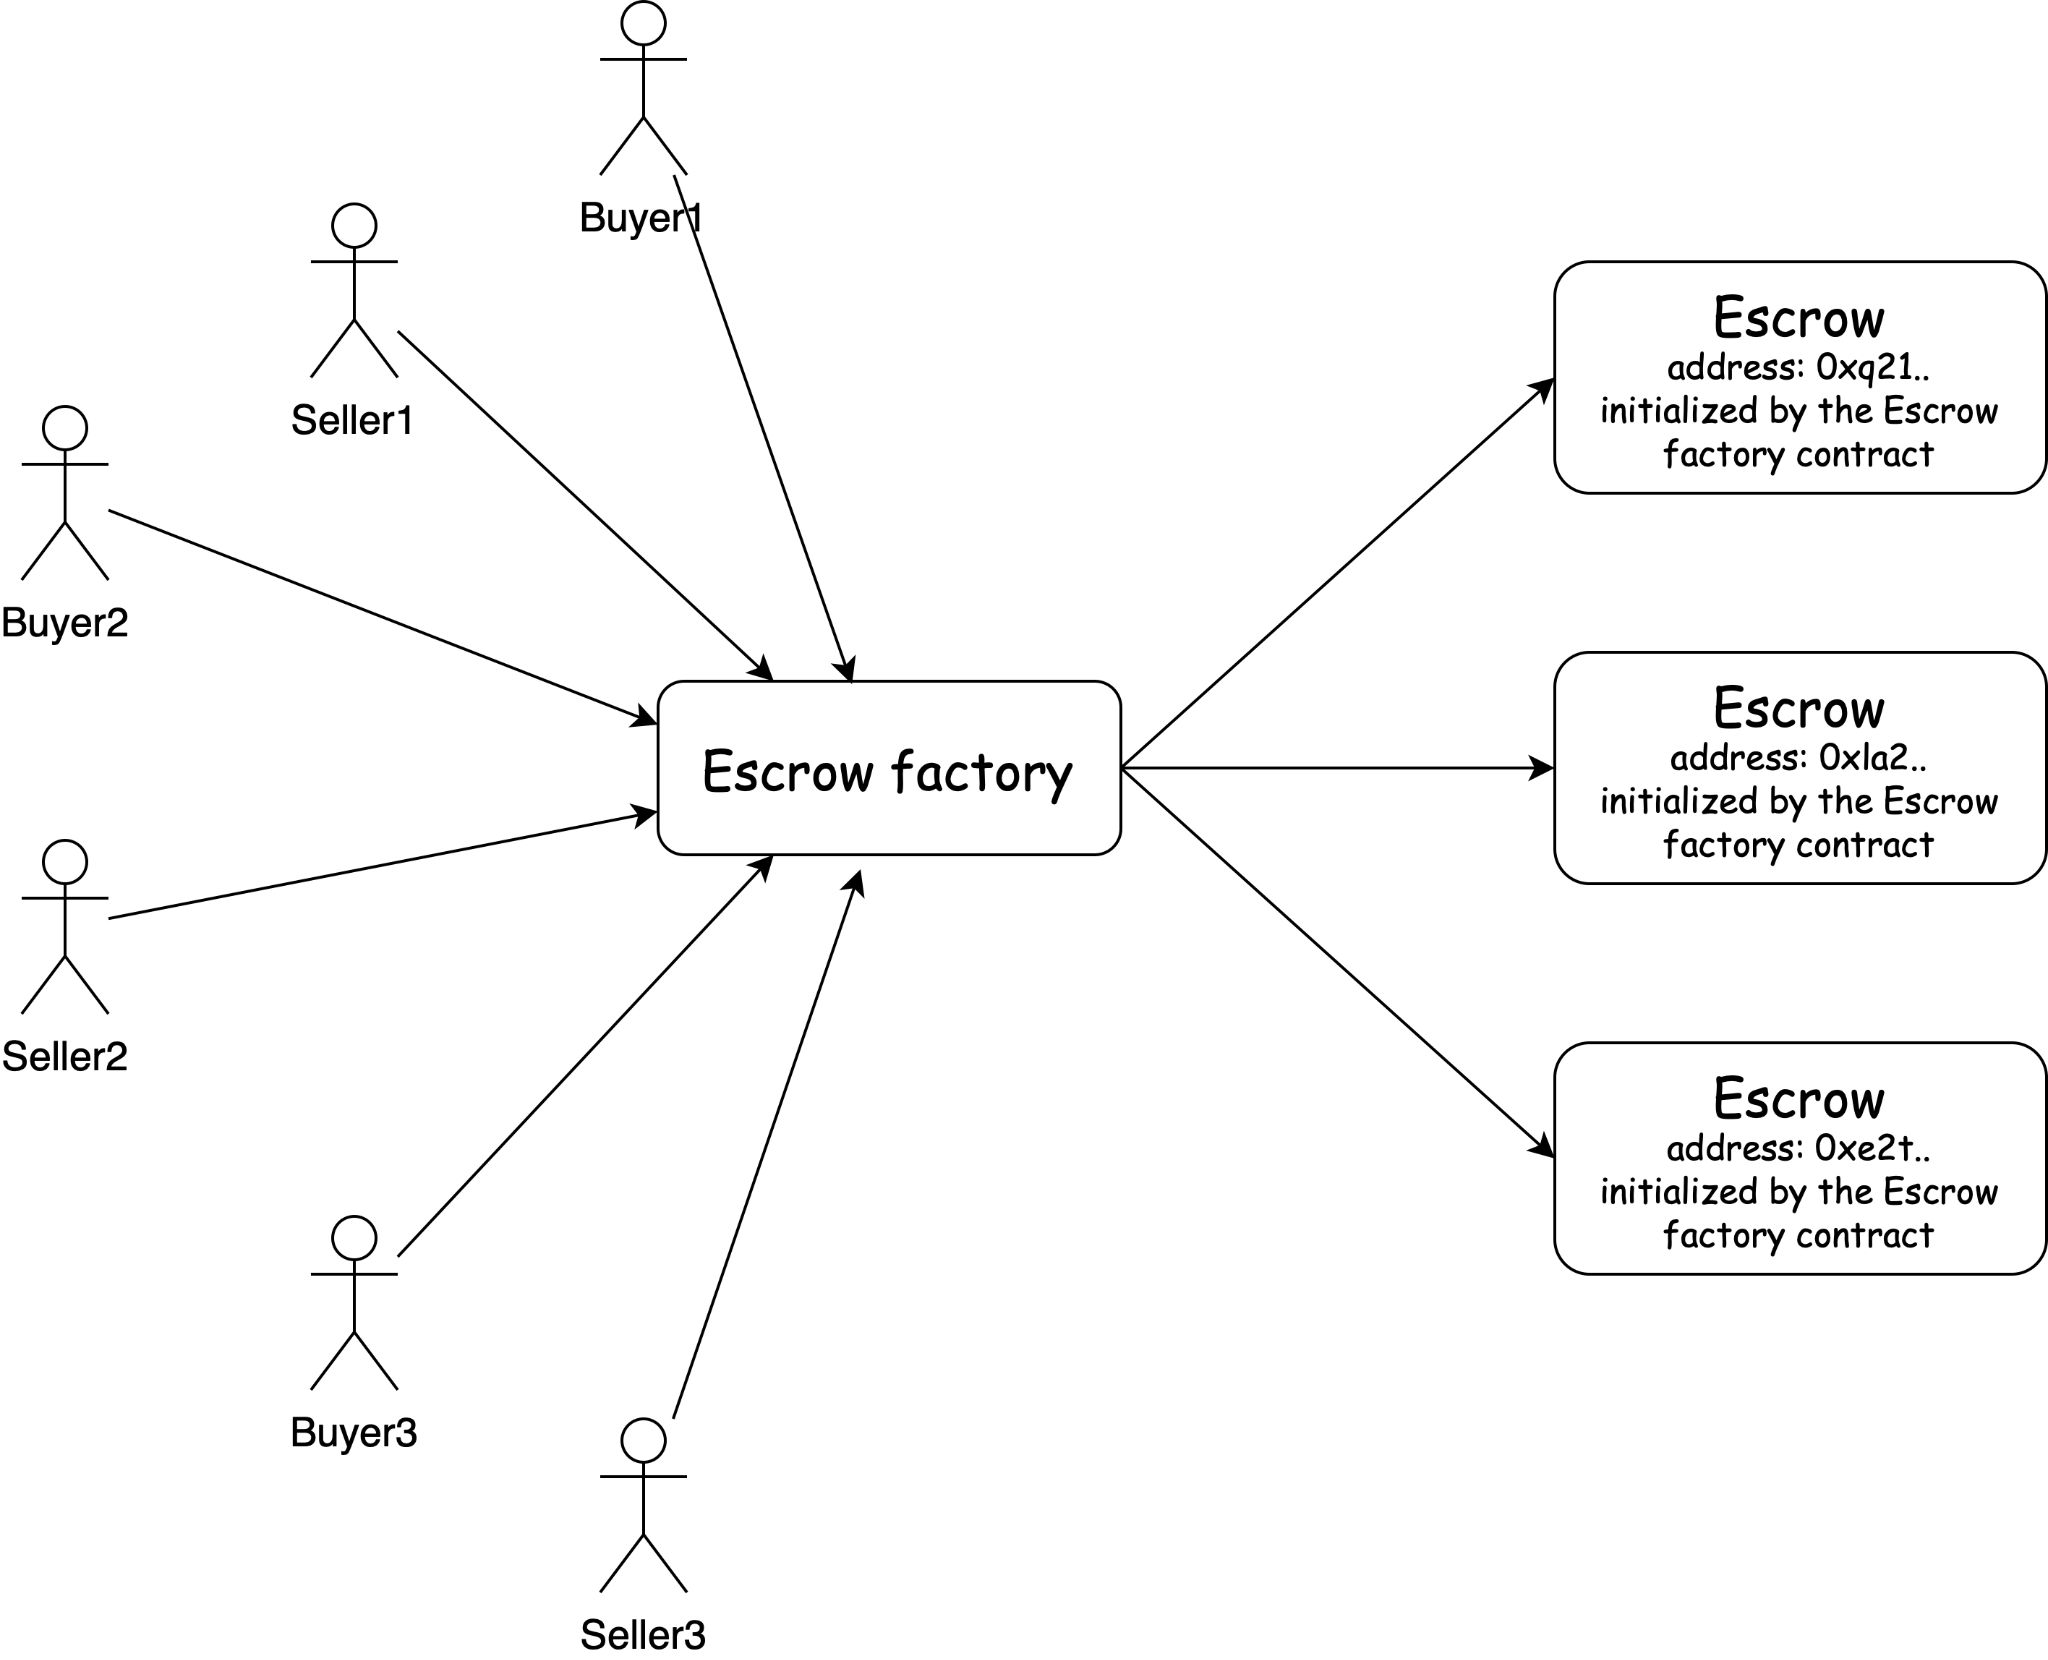 Buyer1
Seller1
Buyer2
Escrow
address: 0xq21..
initialized by the Escrow
factory contract
Escrow factory
Escrow
address: 0xla2..
initialized by the Escrow
factory contract
Seller2
Escrow
address: 0xe2t..
initialized by the Escrow
factory contract
Buyer3
Seller3